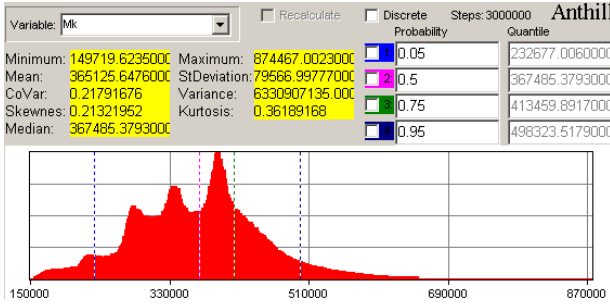 Variable: Mk Recalculate Discrete Steps: 3000000 Anthill
Probability Quantile
Minimum: 149719.6235000 Maximum: 874467.0023000 1 0.05 232677.0060000
Mean: 365125.6476000 StDeviation: 79566.99777000 2 0.5 367485.3793000
CoVar: 0.21791676 Variance: 6330907135.000 3 0.75 413459.8917000
Skewnes: 0.21321952 Kurtosis: 0.36189168 4 0.95 498323.5179000
Median: 367485.3793000
150000 330000 510000 690000 870000